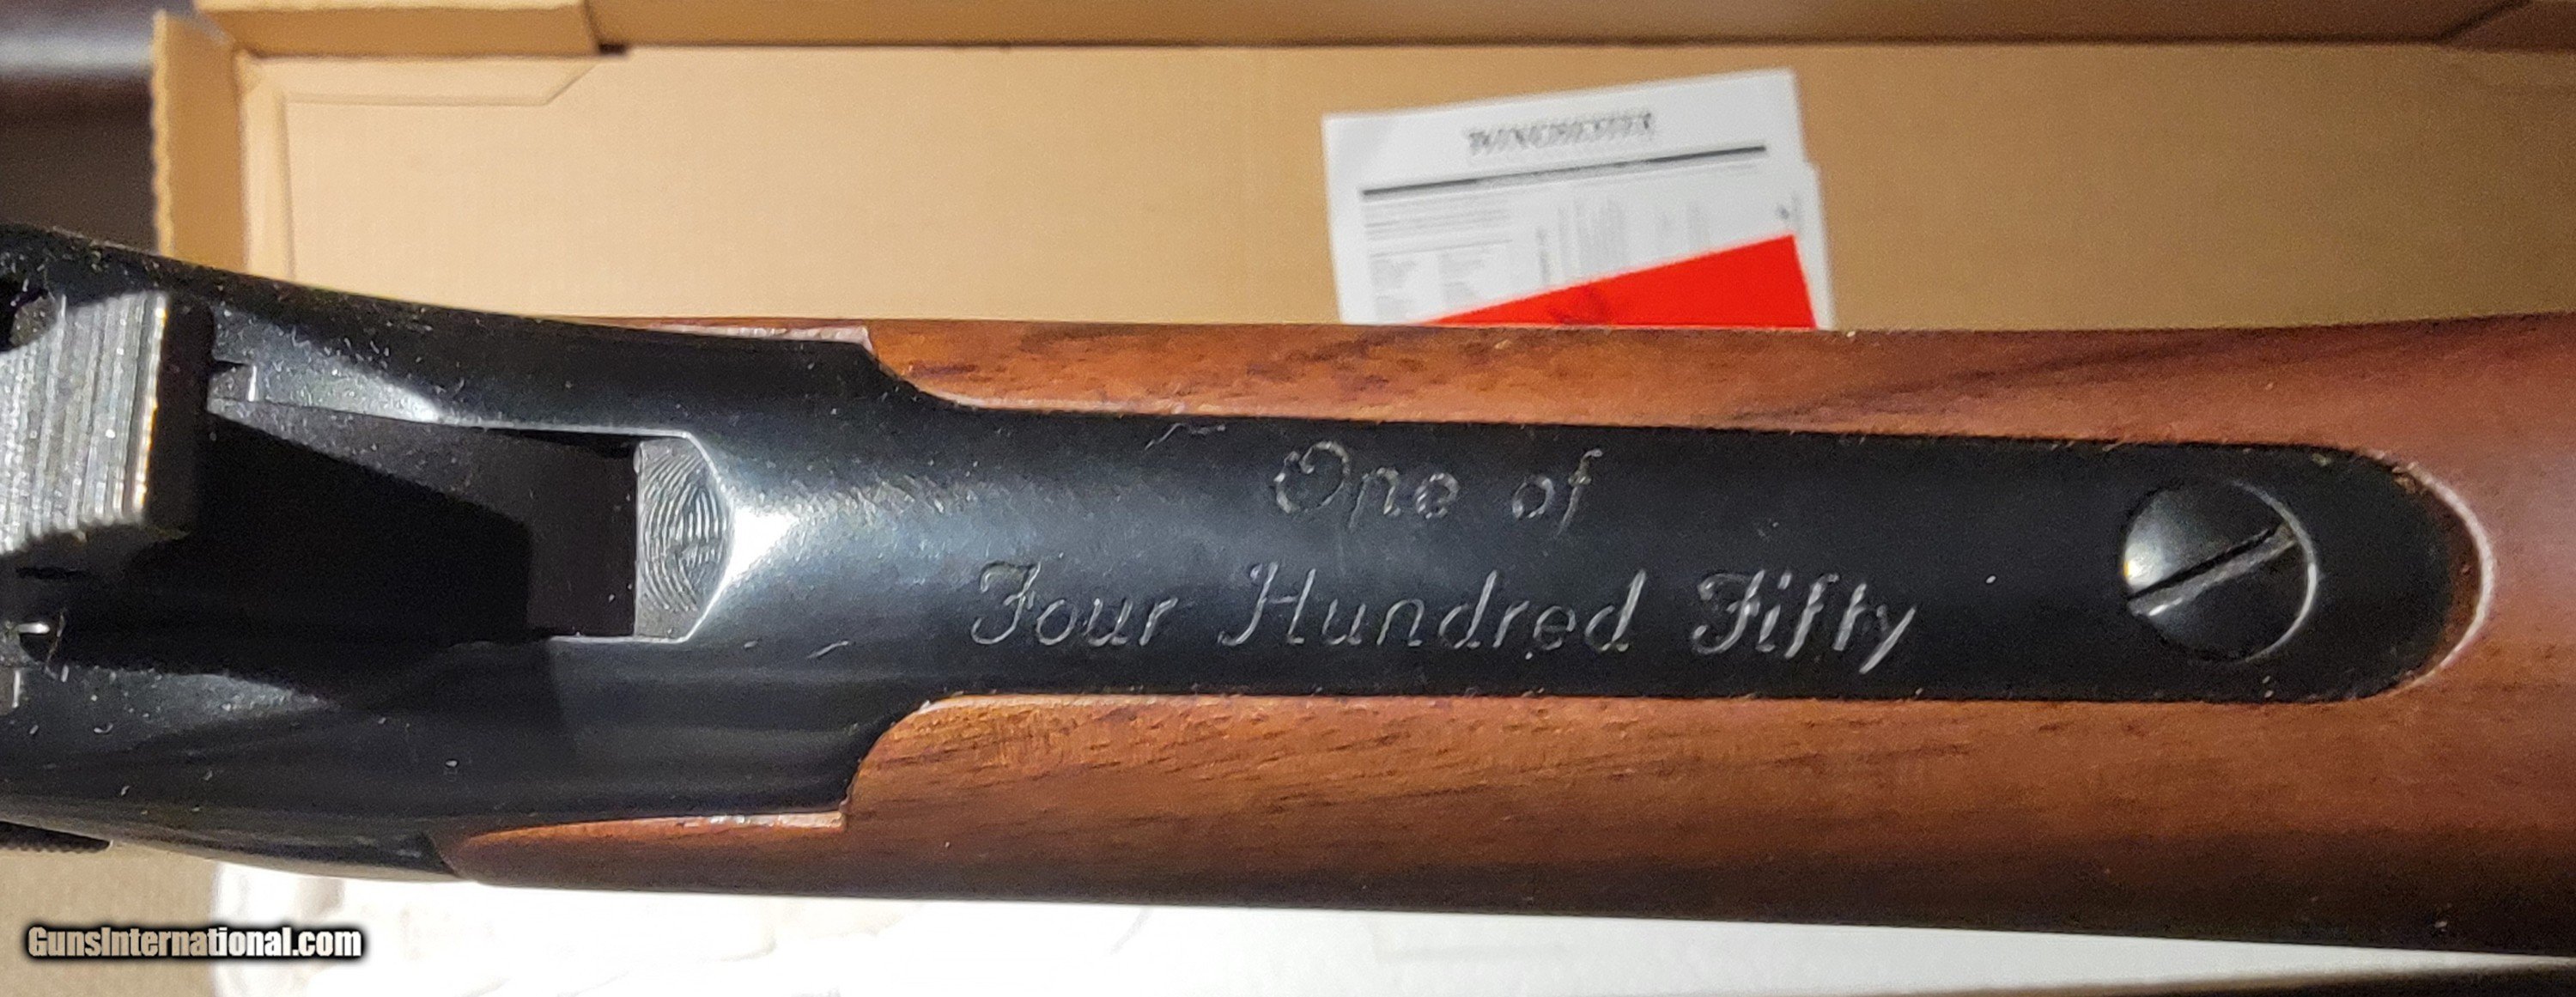 WINCHESTER
One of
Four Hundred Fifty
GunsInternational.com